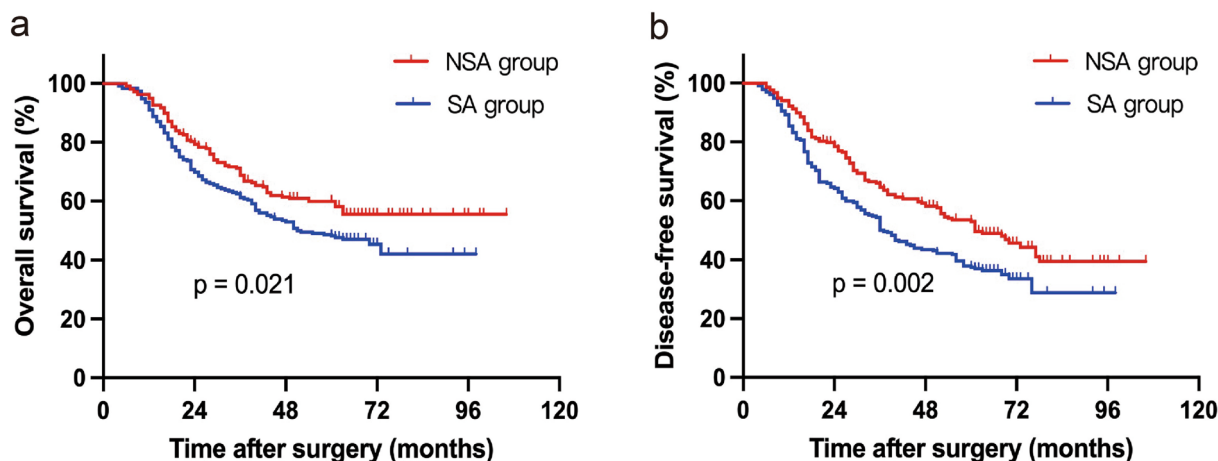 a
Overall survival (%)
100
80
60
40
20
0
NSA group
SA group
p = 0.021
0 24 48 72 96 120
Time after surgery (months)
b
Disease-free survival (%)
100
80
60
40
20
0
NSA group
SA group
p = 0.002
0 24 48 72 96 120
Time after surgery (months)